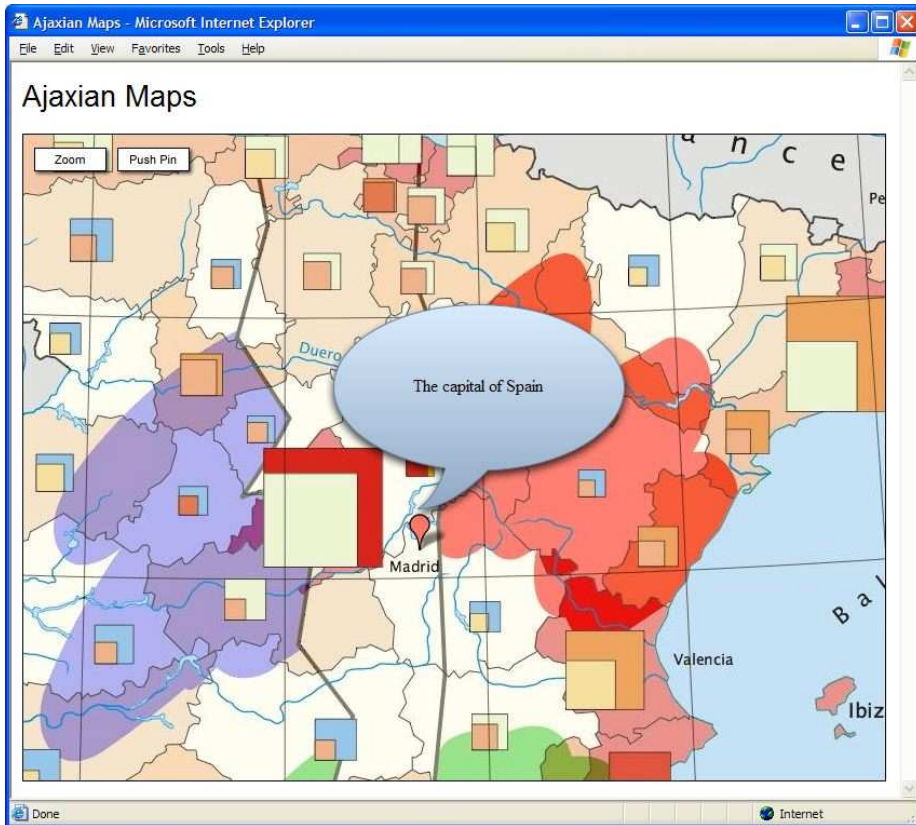 Ajaxian Maps - Microsoft Internet Explorer
File Edit View Favorites Tools Help
Ajaxian Maps
Zoom Push Pin
a n c e
Pe
Duero
The capital of Spain
Madrid
B a l
Valencia
Ibiz
Done Internet